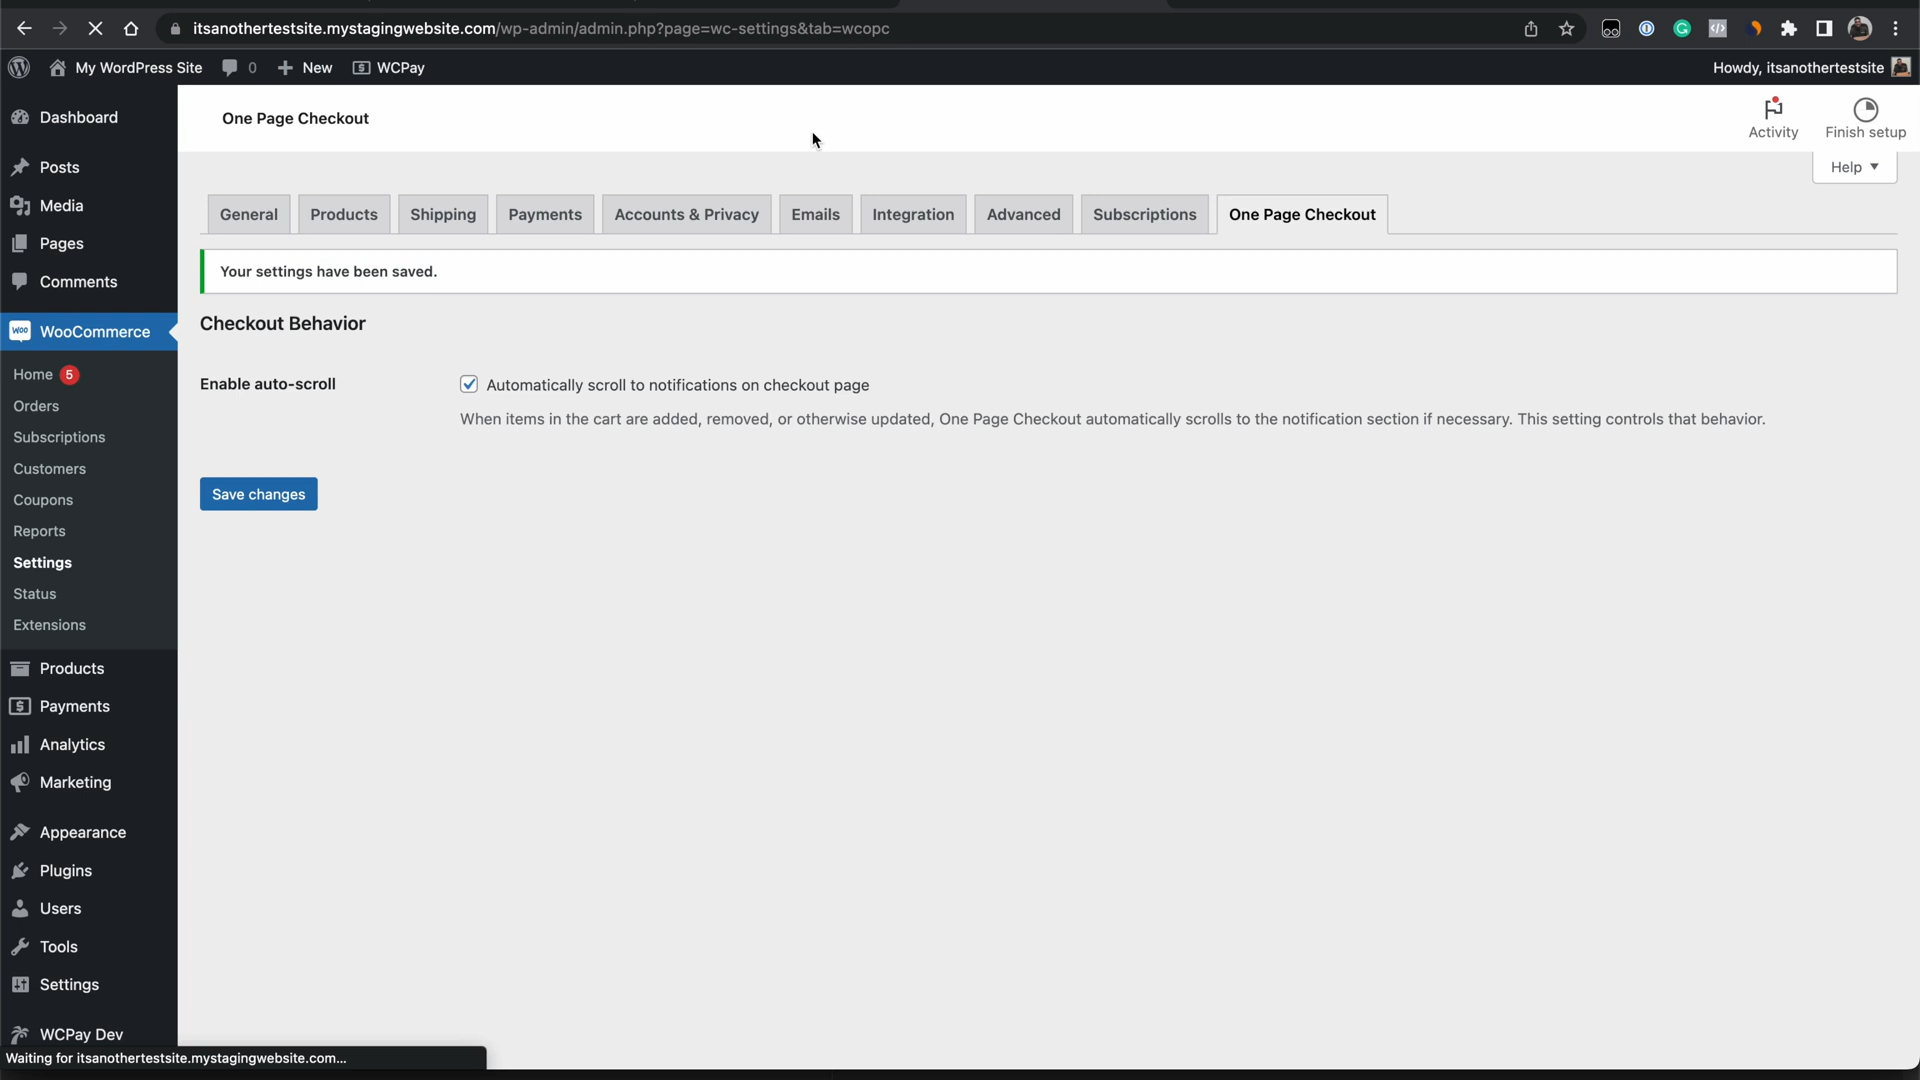 itsanothertestsite.mystagingwebsite.com/wp-admin/admin.php?page=wc-settings&tab=wcopc
My WordPress Site
0
New
WCPay
Howdy, itsanothertestsite
Dashboard
Posts
Media
Pages
Comments
Woo WooCommerce
Home 5
Orders
Subscriptions
Customers
Coupons
Reports
Settings
Status
Extensions
Products
Payments
Analytics
Marketing
Appearance
Plugins
Users
Tools
Settings
WCPay Dev
One Page Checkout
Activity
Finish setup
Help
General
Products
Shipping
Payments
Accounts & Privacy
Emails
Integration
Advanced
Subscriptions
One Page Checkout
Your settings have been saved.
Checkout Behavior
Enable auto-scroll
Automatically scroll to notifications on checkout page
When items in the cart are added, removed, or otherwise updated, One Page Checkout automatically scrolls to the notification section if necessary. This setting controls that behavior.
Save changes
Waiting for itsanothertestsite.mystagingwebsite.com...